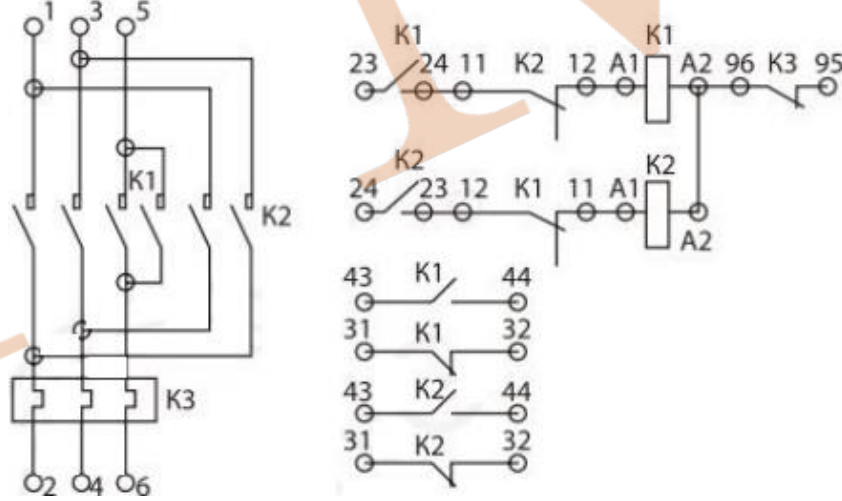 1 3 5
K1
K2
K3
2 4 6
K1 K1
23 24 11 K2 12 A1 A2 96 K3 95
K2 K2
24 23 12 K1 11 A1
A2
43 K1 44
31 K1 32
43 K2 44
31 K2 32